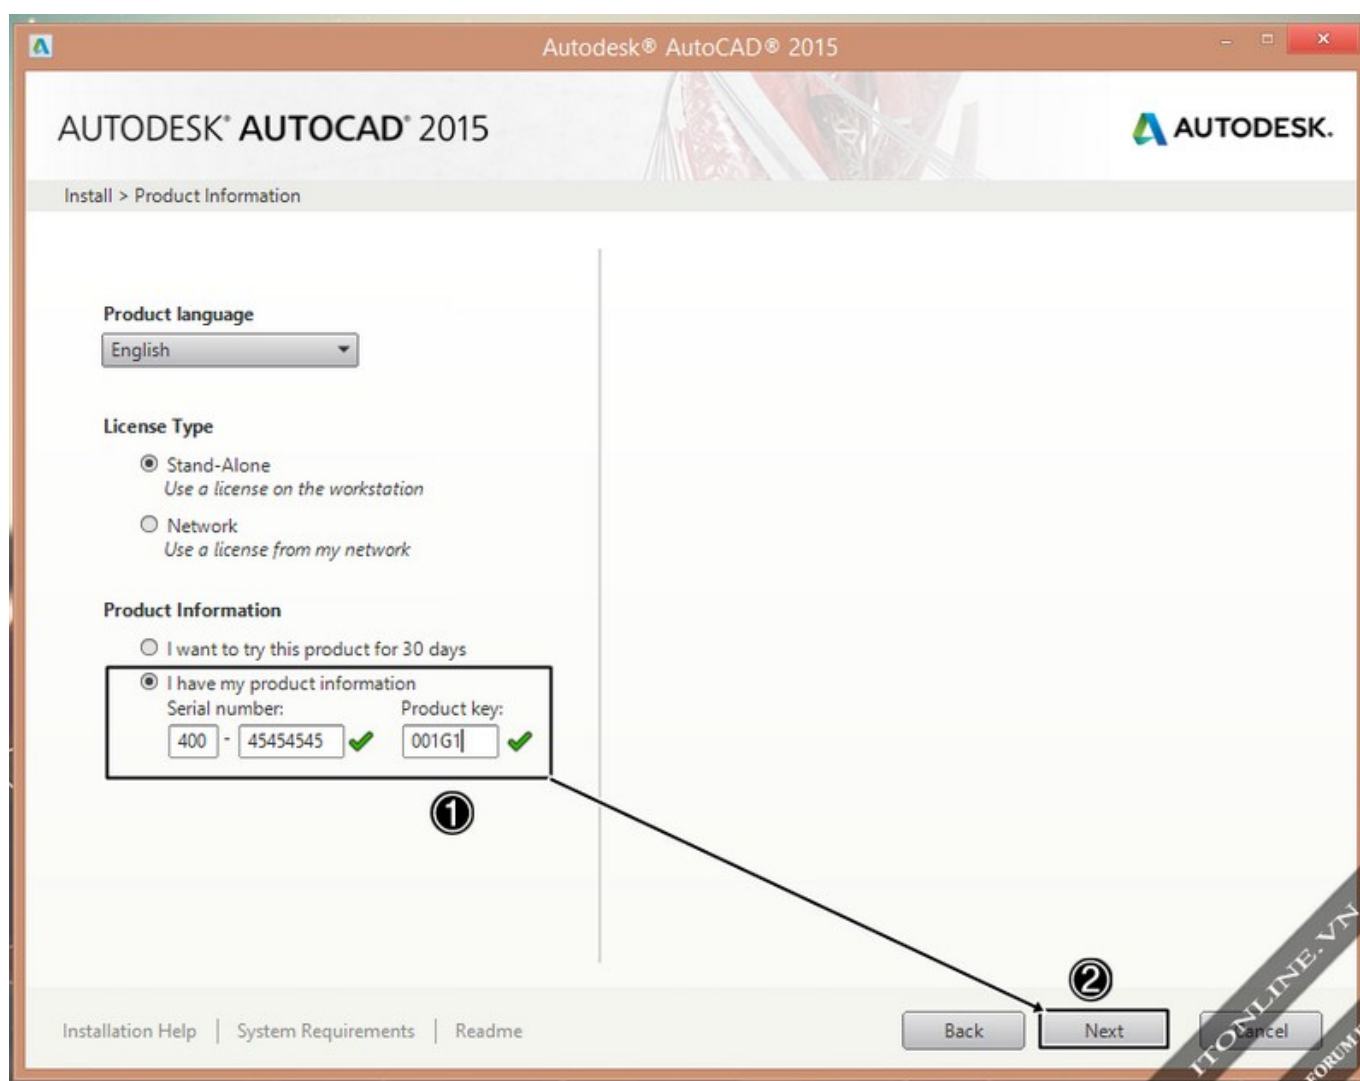 Autodesk® AutoCAD® 2015
AUTODESK® AUTOCAD® 2015
AUTODESK.
Install > Product Information
Product language
English
License Type
Stand-Alone
Use a license on the workstation
Network
Use a license from my network
Product Information
I want to try this product for 30 days
I have my product information
Serial number: Product key:
400 - 45454545 001G1
1
2
Installation Help | System Requirements | Readme
Back Next Cancel
ITONLINE.VN
FORUM